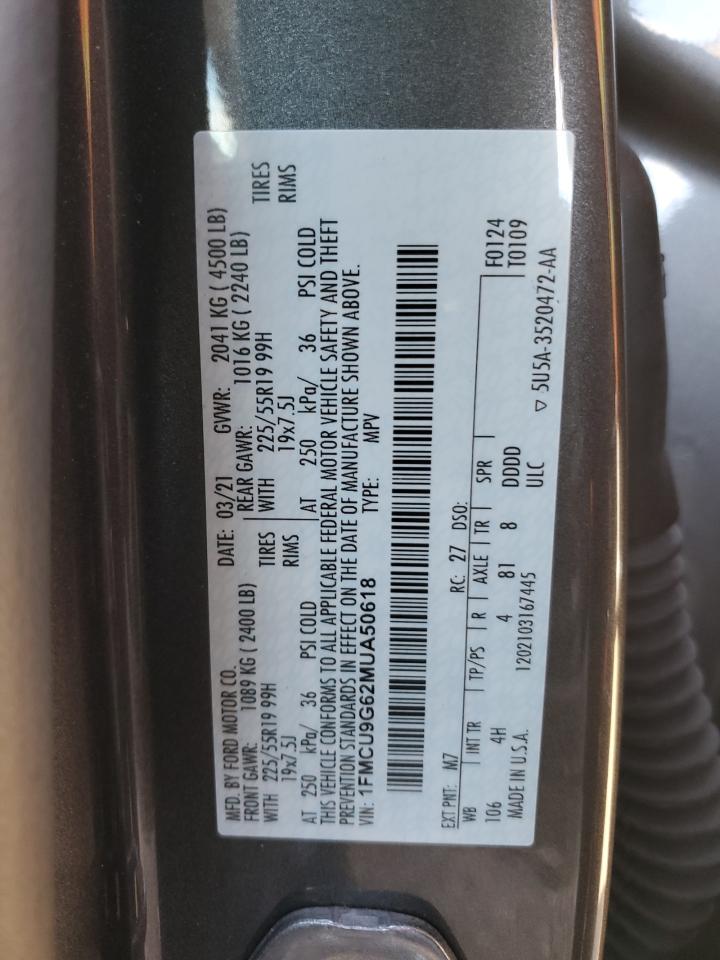 MFD. BY FORD MOTOR CO. DATE: 03/21 GVWR: 2041 KG ( 4500 LB)
FRONT GAWR: 1089 KG ( 2400 LB) REAR GAWR: 1016 KG ( 2240 LB)
WITH 225/55R19 99H TIRES WITH 225/55R19 99H TIRES
19x7.5J RIMS 19x7.5J RIMS
AT 250 kPa/ 36 PSI COLD AT 250 kPa/ 36 PSI COLD
THIS VEHICLE CONFORMS TO ALL APPLICABLE FEDERAL MOTOR VEHICLE SAFETY AND THEFT
PREVENTION STANDARDS IN EFFECT ON THE DATE OF MANUFACTURE SHOWN ABOVE.
VIN: 1FMCU9G62MUA50618 TYPE: MPV
EXT PNT: M7 RC: 27 DSO: F0124
WB INT TR TP/PS R AXLE TR SPR T0109
106 4H 4 81 8 DDDD
MADE IN U.S.A. 1202103167445 ULC ▽ 5U5A-3520472-AA